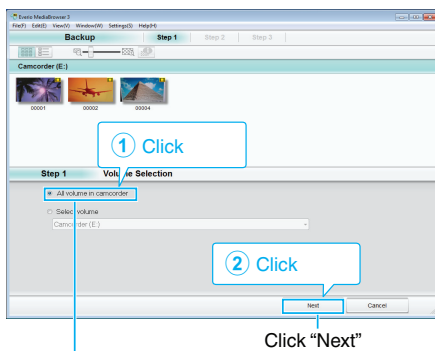 Everio MediaBrowser 3
File(F) Edit(E) View(V) Window(W) Settings(S) Help(H)
Backup Step 1 Step 2 Step 3
Camcorder (E:)
00001 00002 00004
① Click
Step 1 Volume Selection
All volume in camcorder
Select volume
Camcorder (E:)
② Click
Next Cancel
Click “Next”